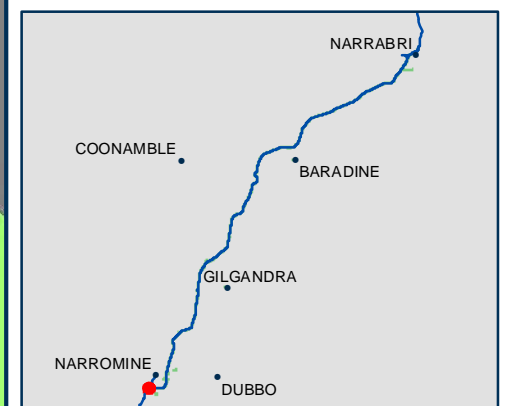 NARRABRI
COONAMBLE
BARADINE
GILGANDRA
NARROMINE
DUBBO